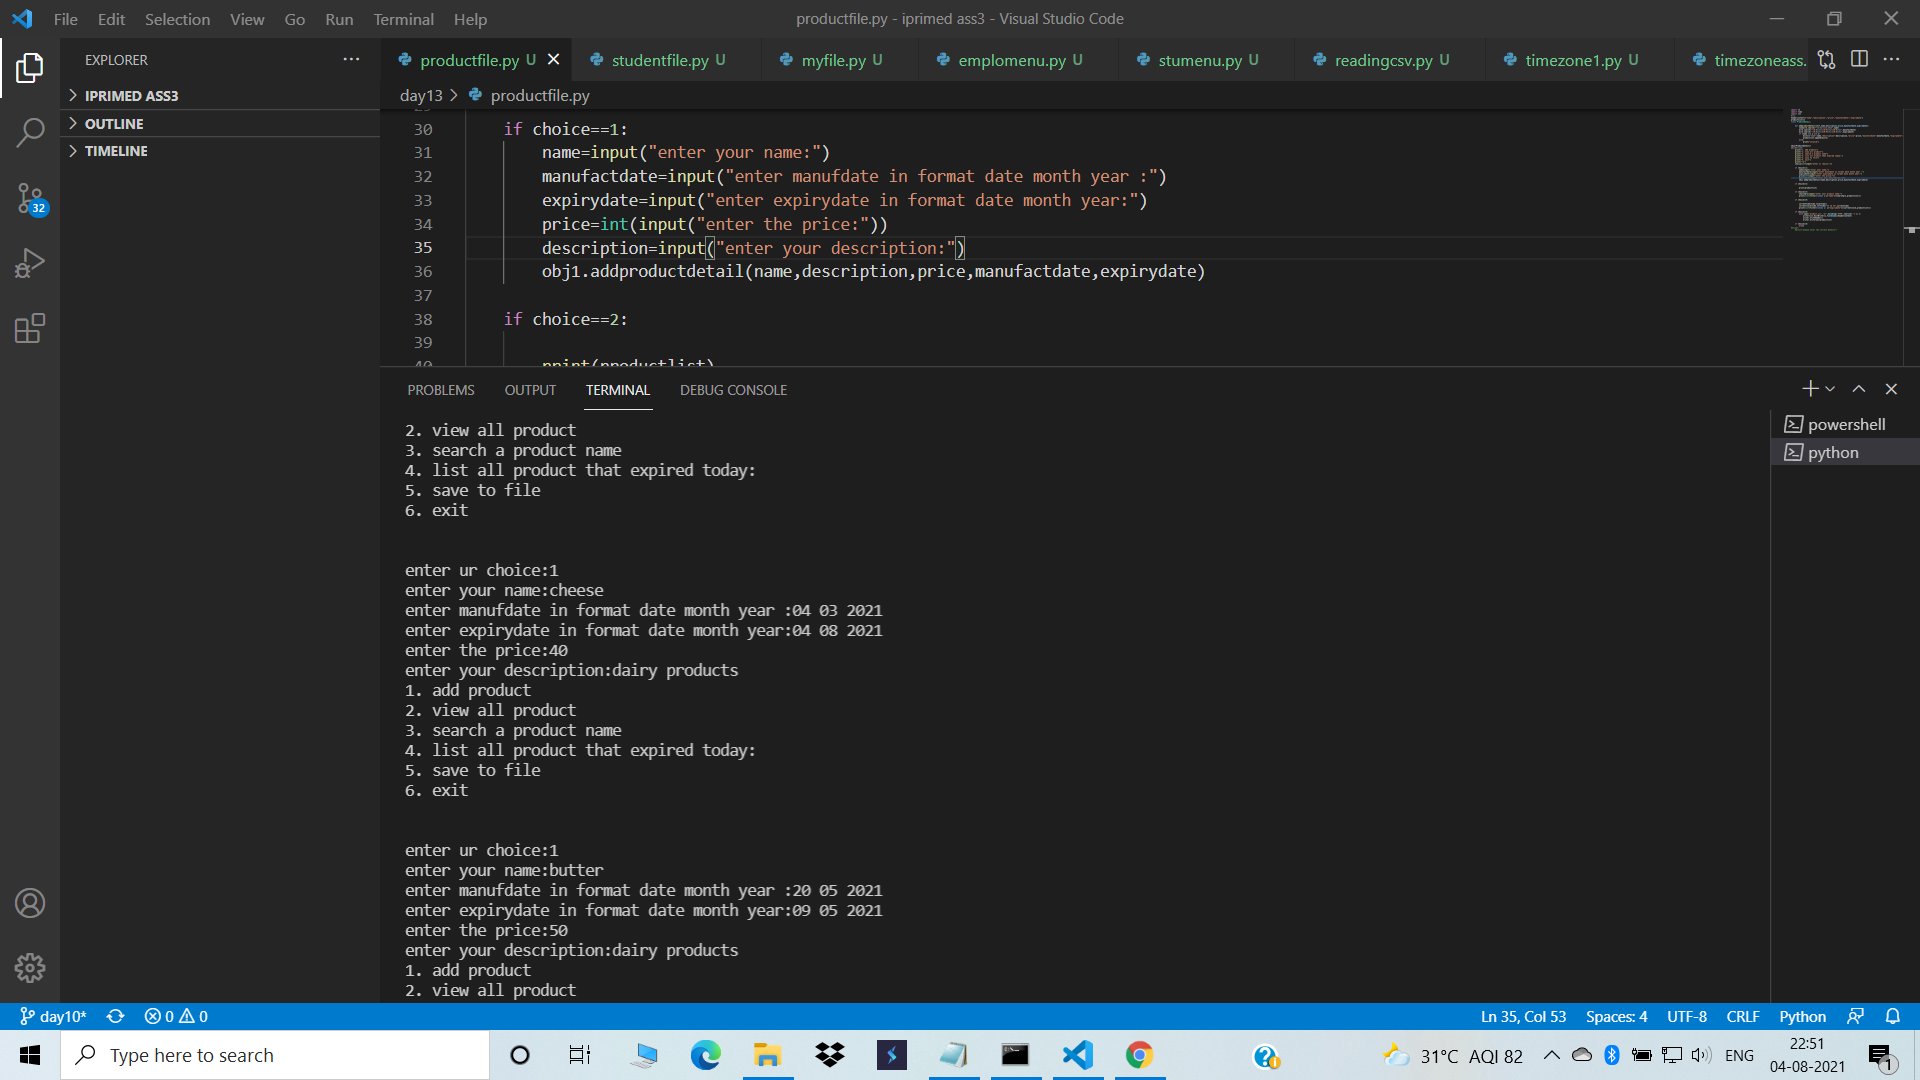 File Edit Selection View Go Run Terminal Help
productfile.py - iprimed ass3 - Visual Studio Code
EXPLORER
IPRIMED ASS3
OUTLINE
TIMELINE
32
productfile.py U studentfile.py U myfile.py U emplomenu.py U stumenu.py U readingcsv.py U timezone1.py U timezoneass.
day13 > productfile.py
30 if choice==1:
31 name=input("enter your name:")
32 manufactdate=input("enter manufdate in format date month year :")
33 expirydate=input("enter expirydate in format date month year:")
34 price=int(input("enter the price:"))
35 description=input("enter your description:")
36 obj1.addproductdetail(name,description,price,manufactdate,expirydate)
37
38 if choice==2:
39
40 print(productlist)
PROBLEMS OUTPUT TERMINAL DEBUG CONSOLE
powershell
python
2. view all product
3. search a product name
4. list all product that expired today:
5. save to file
6. exit
enter ur choice:1
enter your name:cheese
enter manufdate in format date month year :04 03 2021
enter expirydate in format date month year:04 08 2021
enter the price:40
enter your description:dairy products
1. add product
2. view all product
3. search a product name
4. list all product that expired today:
5. save to file
6. exit
enter ur choice:1
enter your name:butter
enter manufdate in format date month year :20 05 2021
enter expirydate in format date month year:09 05 2021
enter the price:50
enter your description:dairy products
1. add product
2. view all product
day10* 0 0 Ln 35, Col 53 Spaces: 4 UTF-8 CRLF Python
Type here to search
31°C AQI 82
ENG
22:51
04-08-2021
1